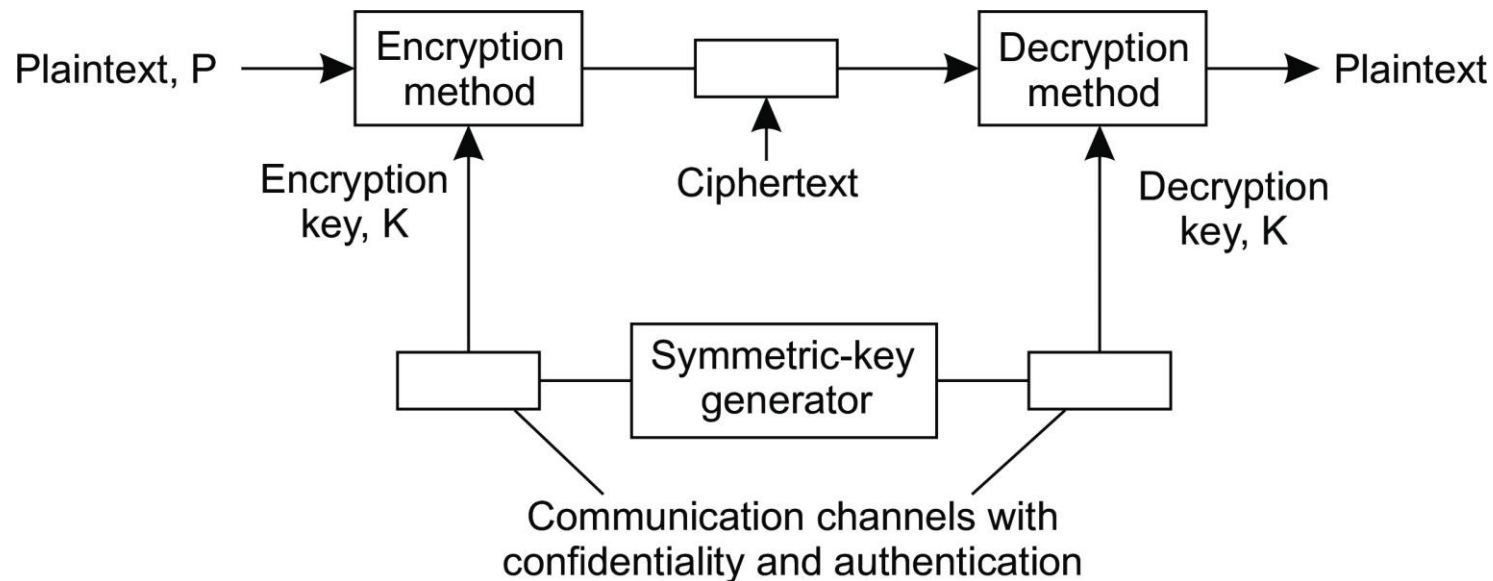 Plaintext, P
Encryption
method
Decryption
method
Plaintext
Encryption
key, K
Ciphertext
Decryption
key, K
Symmetric-key
generator
Communication channels with
confidentiality and authentication